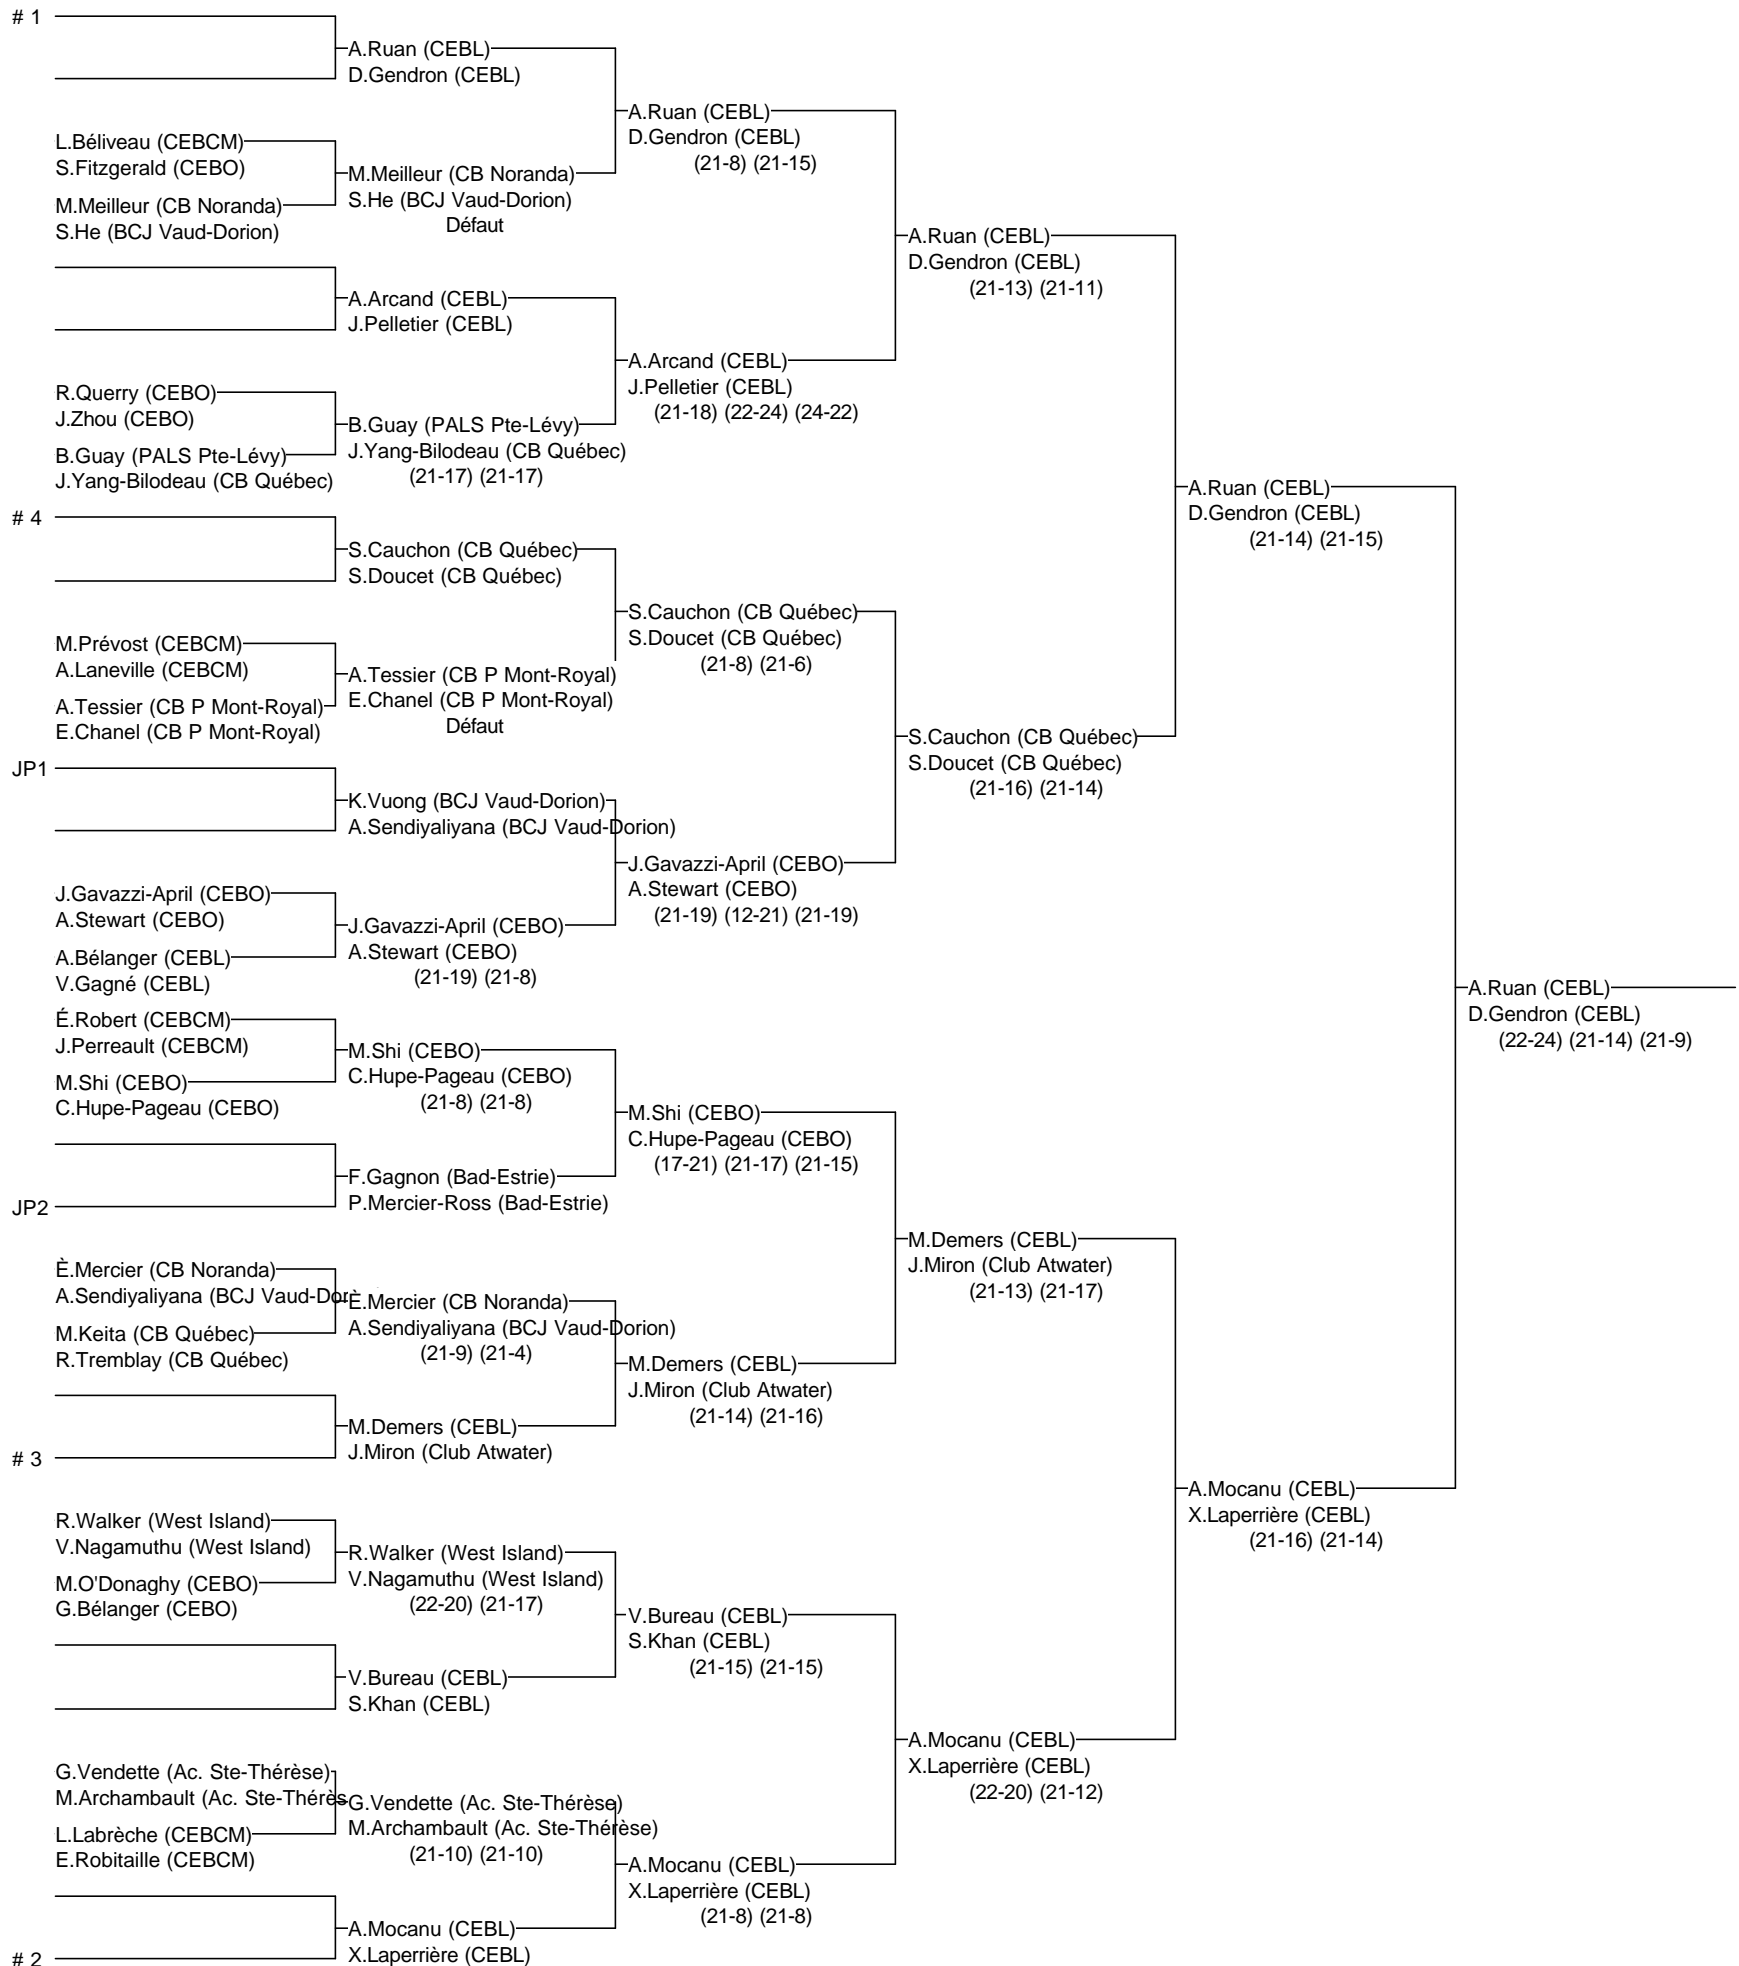 # 1
A.Ruan (CEBL)
D.Gendron (CEBL)
A.Ruan (CEBL)
D.Gendron (CEBL)
(21-8) (21-15)
L.Béliveau (CEBCM)
S.Fitzgerald (CEBO)
M.Meilleur (CB Noranda)
S.He (BCJ Vaud-Dorion)
Défaut
M.Meilleur (CB Noranda)
S.He (BCJ Vaud-Dorion)
A.Ruan (CEBL)
D.Gendron (CEBL)
(21-13) (21-11)
A.Arcand (CEBL)
J.Pelletier (CEBL)
A.Arcand (CEBL)
J.Pelletier (CEBL)
(21-18) (22-24) (24-22)
R.Querry (CEBO)
J.Zhou (CEBO)
B.Guay (PALS Pte-Lévy)
J.Yang-Bilodeau (CB Québec)
(21-17) (21-17)
B.Guay (PALS Pte-Lévy)
J.Yang-Bilodeau (CB Québec)
A.Ruan (CEBL)
D.Gendron (CEBL)
(21-14) (21-15)
# 4
S.Cauchon (CB Québec)
S.Doucet (CB Québec)
S.Cauchon (CB Québec)
S.Doucet (CB Québec)
(21-8) (21-6)
M.Prévost (CEBCM)
A.Laneville (CEBCM)
A.Tessier (CB P Mont-Royal)
E.Chanel (CB P Mont-Royal)
Défaut
A.Tessier (CB P Mont-Royal)
E.Chanel (CB P Mont-Royal)
S.Cauchon (CB Québec)
S.Doucet (CB Québec)
(21-16) (21-14)
JP1
K.Vuong (BCJ Vaud-Dorion)
A.Sendiyaliyana (BCJ Vaud-Dorion)
J.Gavazzi-April (CEBO)
A.Stewart (CEBO)
(21-19) (12-21) (21-19)
J.Gavazzi-April (CEBO)
A.Stewart (CEBO)
J.Gavazzi-April (CEBO)
A.Stewart (CEBO)
(21-19) (21-8)
A.Bélanger (CEBL)
V.Gagné (CEBL)
A.Ruan (CEBL)
D.Gendron (CEBL)
(22-24) (21-14) (21-9)
É.Robert (CEBCM)
J.Perreault (CEBCM)
M.Shi (CEBO)
C.Hupe-Pageau (CEBO)
(21-8) (21-8)
M.Shi (CEBO)
C.Hupe-Pageau (CEBO)
M.Shi (CEBO)
C.Hupe-Pageau (CEBO)
(17-21) (21-17) (21-15)
F.Gagnon (Bad-Estrie)
P.Mercier-Ross (Bad-Estrie)
JP2
M.Demers (CEBL)
J.Miron (Club Atwater)
(21-13) (21-17)
È.Mercier (CB Noranda)
A.Sendiyaliyana (BCJ Vaud-Dor
È.Mercier (CB Noranda)
A.Sendiyaliyana (BCJ Vaud-Dorion)
(21-9) (21-4)
M.Keita (CB Québec)
R.Tremblay (CB Québec)
M.Demers (CEBL)
J.Miron (Club Atwater)
(21-14) (21-16)
M.Demers (CEBL)
J.Miron (Club Atwater)
# 3
A.Mocanu (CEBL)
X.Laperrière (CEBL)
(21-16) (21-14)
R.Walker (West Island)
V.Nagamuthu (West Island)
R.Walker (West Island)
V.Nagamuthu (West Island)
(22-20) (21-17)
M.O'Donaghy (CEBO)
G.Bélanger (CEBO)
V.Bureau (CEBL)
S.Khan (CEBL)
(21-15) (21-15)
V.Bureau (CEBL)
S.Khan (CEBL)
A.Mocanu (CEBL)
X.Laperrière (CEBL)
(22-20) (21-12)
G.Vendette (Ac. Ste-Thérèse)
M.Archambault (Ac. Ste-Thérès
G.Vendette (Ac. Ste-Thérèse)
M.Archambault (Ac. Ste-Thérèse)
(21-10) (21-10)
L.Labrèche (CEBCM)
E.Robitaille (CEBCM)
A.Mocanu (CEBL)
X.Laperrière (CEBL)
(21-8) (21-8)
A.Mocanu (CEBL)
X.Laperrière (CEBL)
# 2